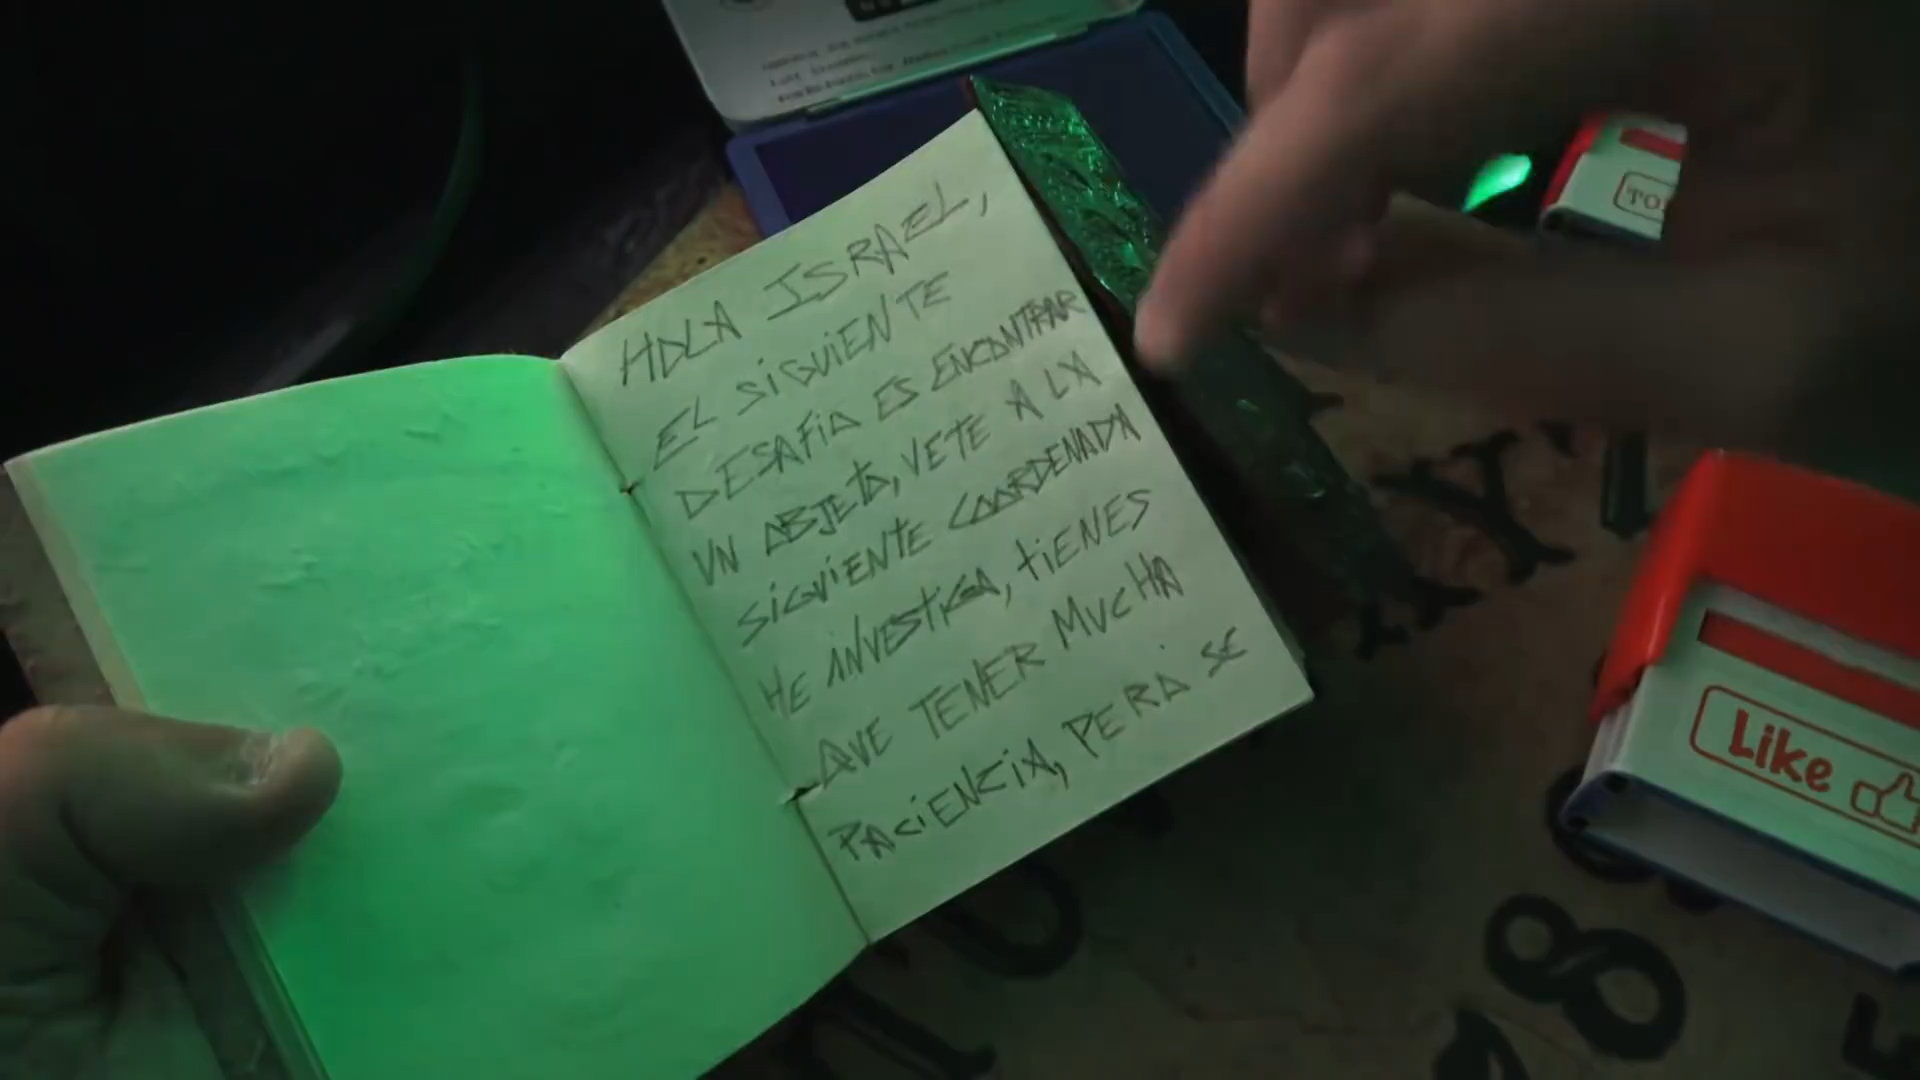 HOLA ISRAEL,
EL SIGUIENTE
DESAFIO ES ENCONTRAR
UN OBJETO, VETE A LA
SIGUIENTE COORDENADA
HE INVESTIGA, TIENES
QUE TENER MUCHA
PACIENCIA, PERO SE
Like
8